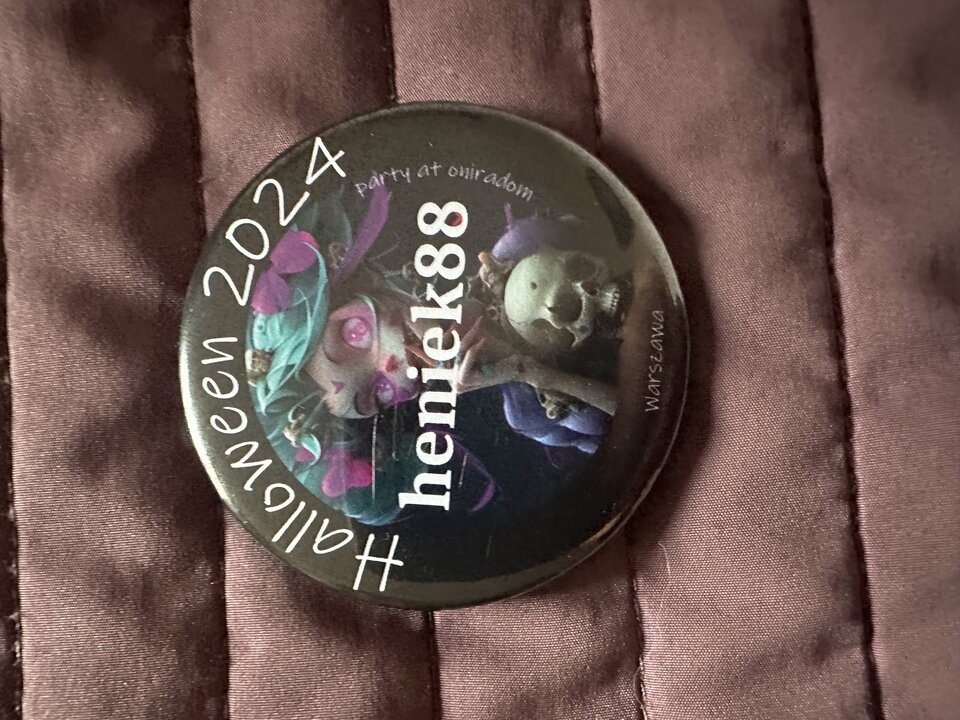 Halloween 2024
party at oniradom
heniek88
Warszawa